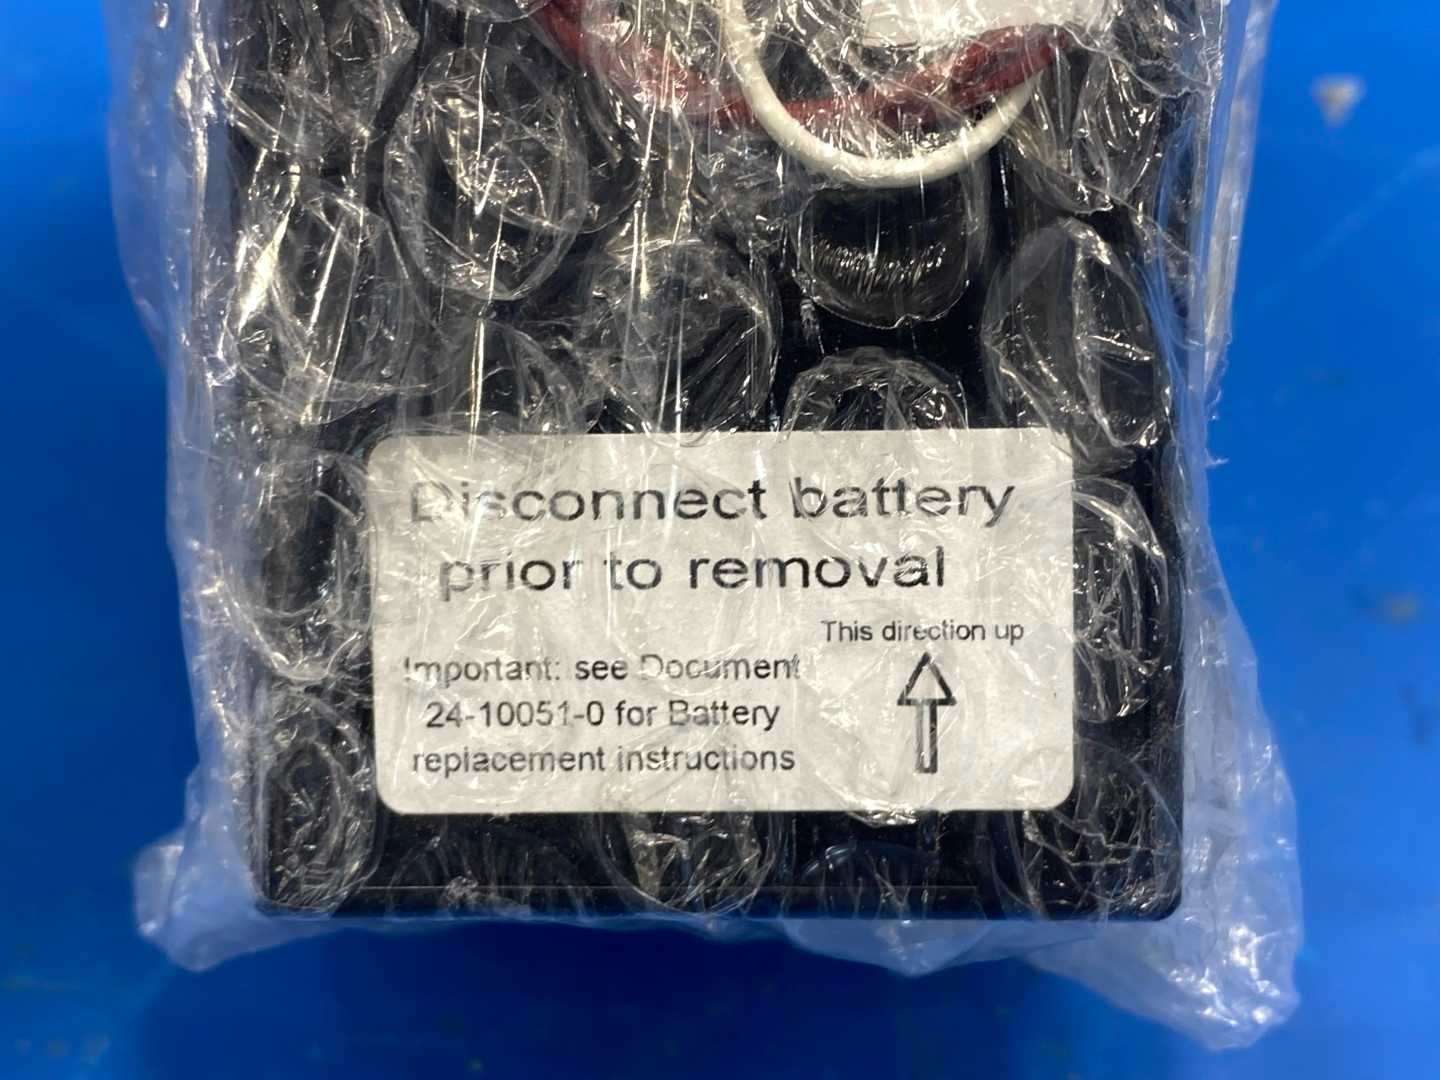 Disconnect battery
prior to removal
This direction up
Important: see Document
24-10051-0 for Battery
replacement instructions